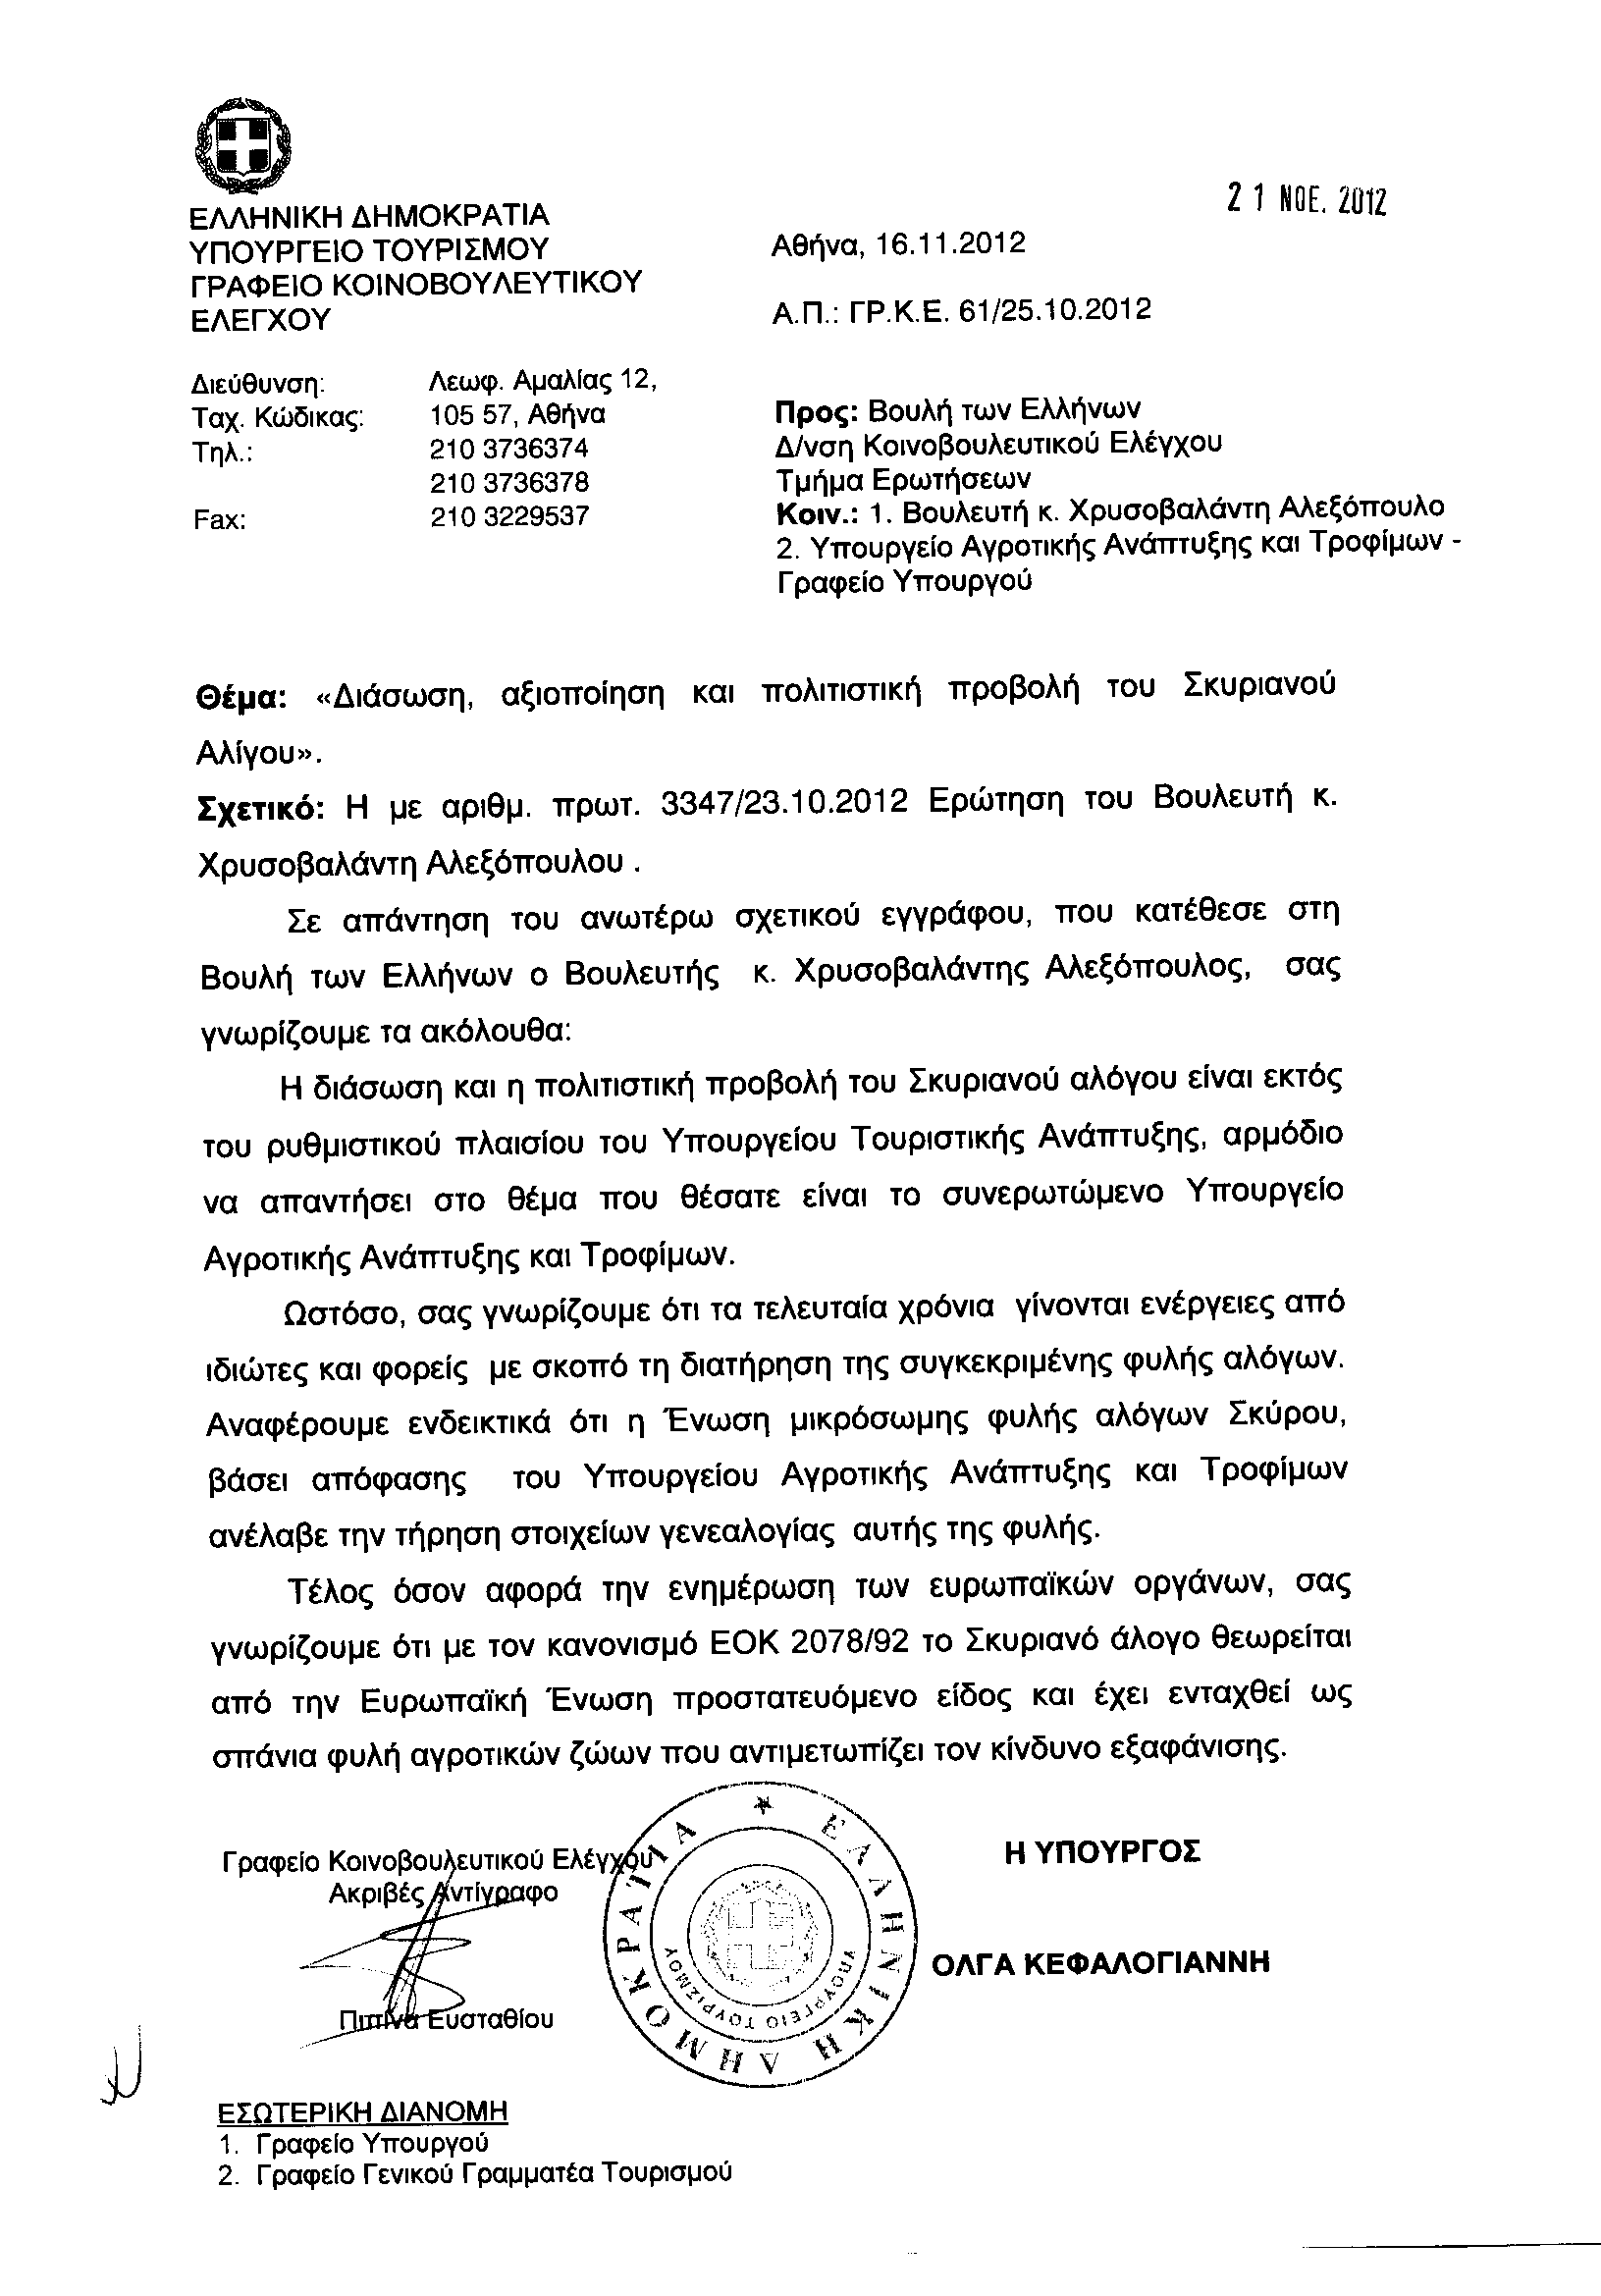 2 1 ΝΟΕ. 2012
ΕΛΛΗΝΙΚΗ ΔΗΜΟΚΡΑΤΙΑ
ΥΠΟΥΡΓΕΙΟ ΤΟΥΡΙΣΜΟΥ
ΓΡΑΦΕΙΟ ΚΟΙΝΟΒΟΥΛΕΥΤΙΚΟΥ
ΕΛΕΓΧΟΥ
Αθήνα, 16.11.2012
Α.Π.: ΓΡ.Κ.Ε. 61/25.10.2012
Διεύθυνση: Λεωφ. Αμαλίας 12,
Ταχ. Κώδικας: 105 57, Αθήνα
Τηλ.: 210 3736374
210 3736378
Fax: 210 3229537
Προς: Βουλή των Ελλήνων
Δ/νση Κοινοβουλευτικού Ελέγχου
Τμήμα Ερωτήσεων
Κοιν.: 1. Βουλευτή κ. Χρυσοβαλάντη Αλεξόπουλο
2. Υπουργείο Αγροτικής Ανάπτυξης και Τροφίμων -
Γραφείο Υπουργού
Θέμα: «Διάσωση, αξιοποίηση και πολιτιστική προβολή του Σκυριανού
Αλίγου».
Σχετικό: Η με αριθμ. πρωτ. 3347/23.10.2012 Ερώτηση του Βουλευτή κ.
Χρυσοβαλάντη Αλεξόπουλου .
Σε απάντηση του ανωτέρω σχετικού εγγράφου, που κατέθεσε στη
Βουλή των Ελλήνων ο Βουλευτής κ. Χρυσοβαλάντης Αλεξόπουλος, σας
γνωρίζουμε τα ακόλουθα:
Η διάσωση και η πολιτιστική προβολή του Σκυριανού αλόγου είναι εκτός
του ρυθμιστικού πλαισίου του Υπουργείου Τουριστικής Ανάπτυξης, αρμόδιο
να απαντήσει στο θέμα που θέσατε είναι το συνερωτώμενο Υπουργείο
Αγροτικής Ανάπτυξης και Τροφίμων.
Ωστόσο, σας γνωρίζουμε ότι τα τελευταία χρόνια γίνονται ενέργειες από
ιδιώτες και φορείς με σκοπό τη διατήρηση της συγκεκριμένης φυλής αλόγων.
Αναφέρουμε ενδεικτικά ότι η Ένωση μικρόσωμης φυλής αλόγων Σκύρου,
βάσει απόφασης του Υπουργείου Αγροτικής Ανάπτυξης και Τροφίμων
ανέλαβε την τήρηση στοιχείων γενεαλογίας αυτής της φυλής.
Τέλος όσον αφορά την ενημέρωση των ευρωπαϊκών οργάνων, σας
γνωρίζουμε ότι με τον κανονισμό ΕΟΚ 2078/92 το Σκυριανό άλογο θεωρείται
από την Ευρωπαϊκή Ένωση προστατευόμενο είδος και έχει ενταχθεί ως
σπάνια φυλή αγροτικών ζώων που αντιμετωπίζει τον κίνδυνο εξαφάνισης.
Γραφείο Κοινοβουλευτικού Ελέγχου
Ακριβές Αντίγραφο
Πιπίνα Ευσταθίου
ΕΛΛΗΝΙΚΗ ΔΗΜΟΚΡΑΤΙΑ
ΥΠΟΥΡΓΕΙΟ ΤΟΥΡΙΣΜΟΥ
Η ΥΠΟΥΡΓΟΣ
ΟΛΓΑ ΚΕΦΑΛΟΓΙΑΝΝΗ
ΕΣΩΤΕΡΙΚΗ ΔΙΑΝΟΜΗ
1. Γραφείο Υπουργού
2. Γραφείο Γενικού Γραμματέα Τουρισμού